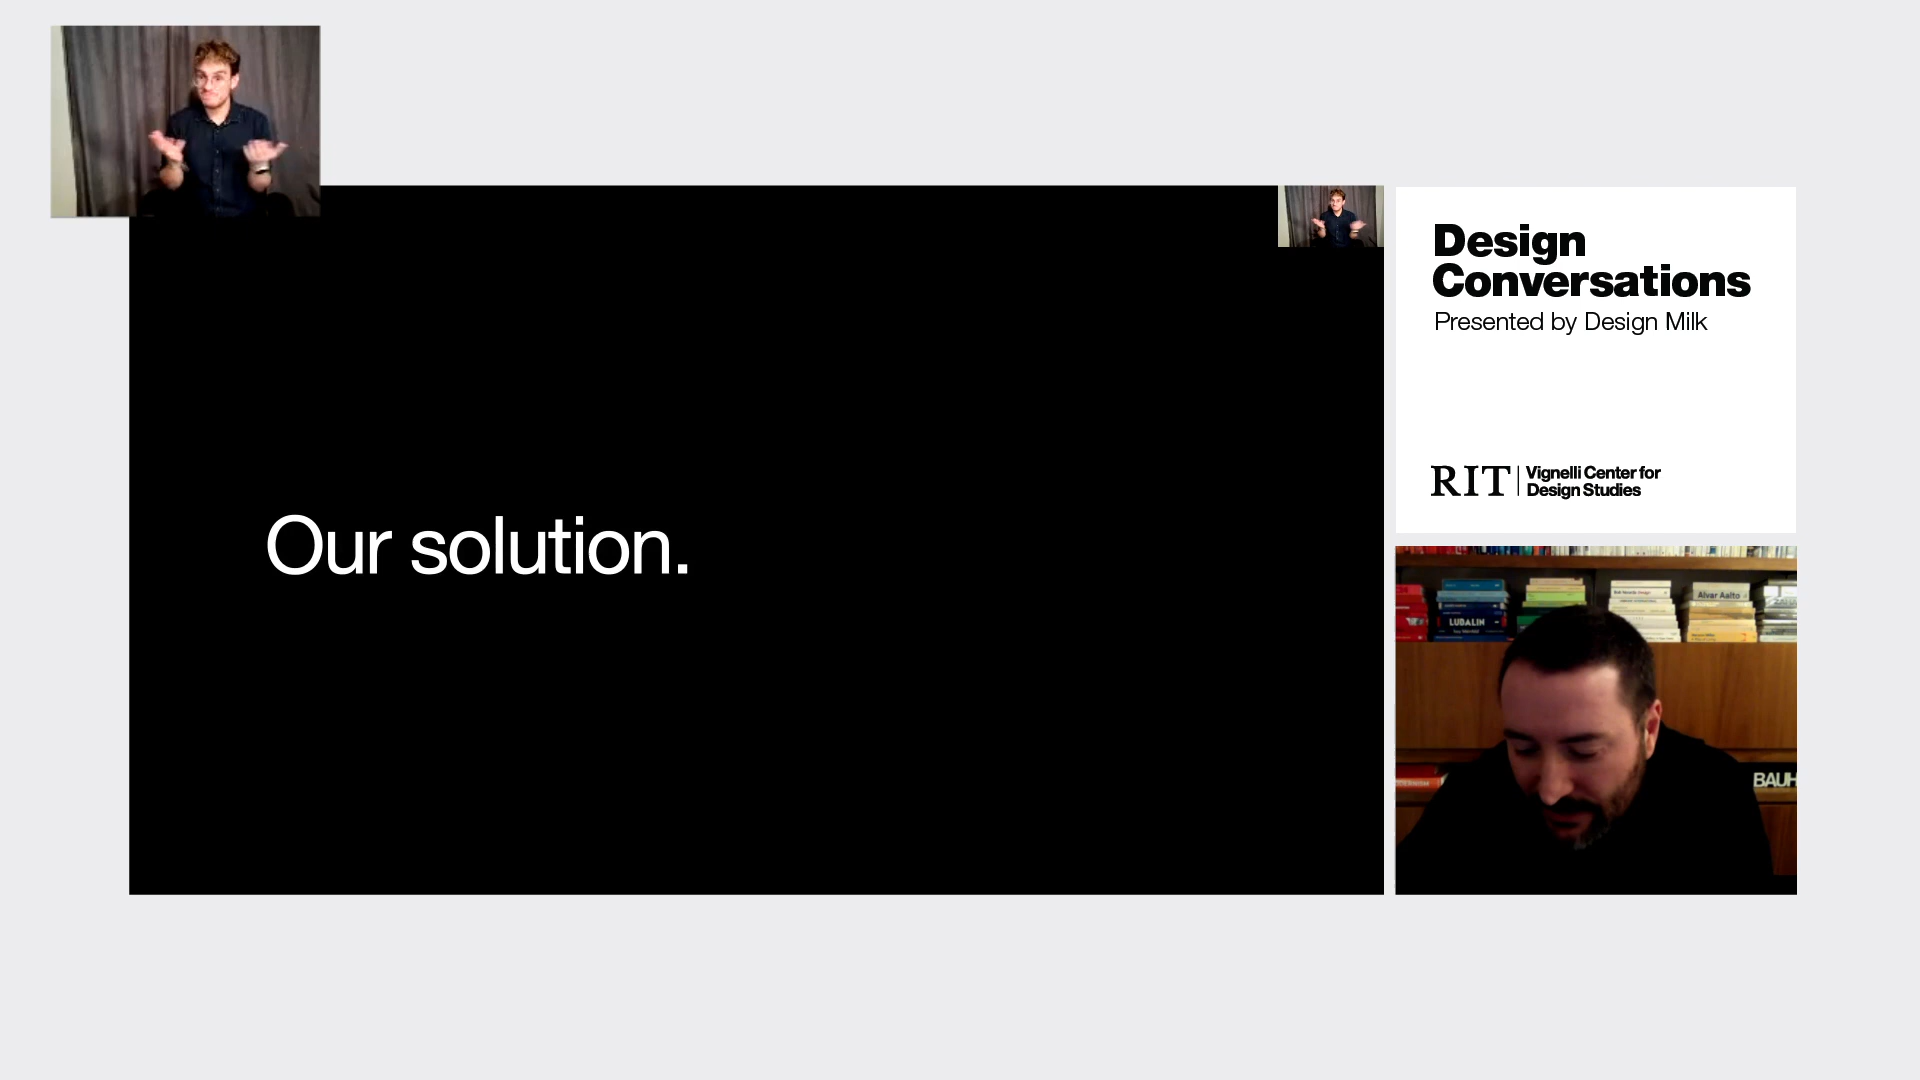 Our solution.
Design
Conversations
Presented by Design Milk
RIT
Vignelli Center for
Design Studies
Alvar Aalto
LUBALIN
BAUH